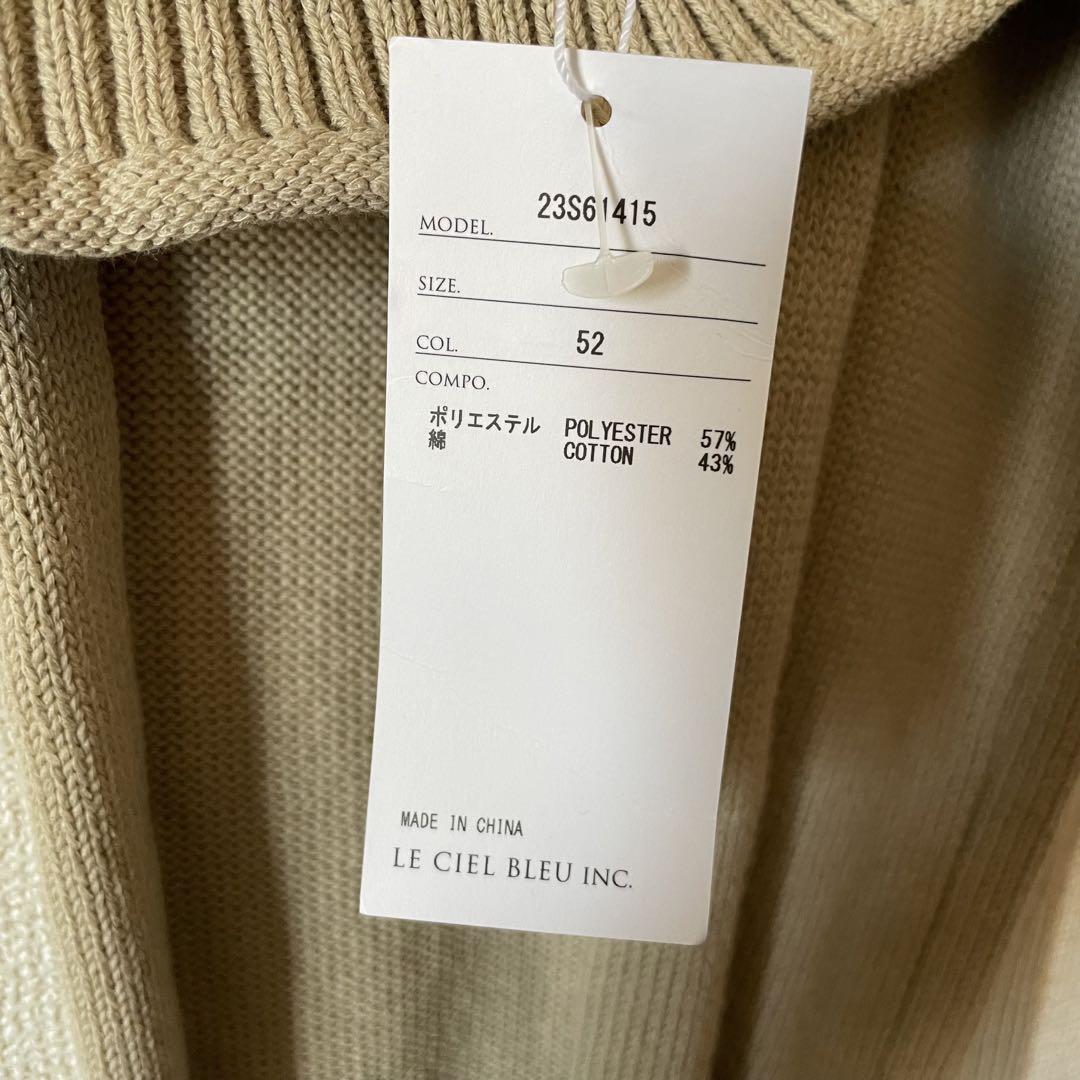 MODEL. 23S61415
SIZE.
COL. 52
COMPO.
ポリエステル POLYESTER 57%
綿 COTTON 43%
MADE IN CHINA
LE CIEL BLEU INC.